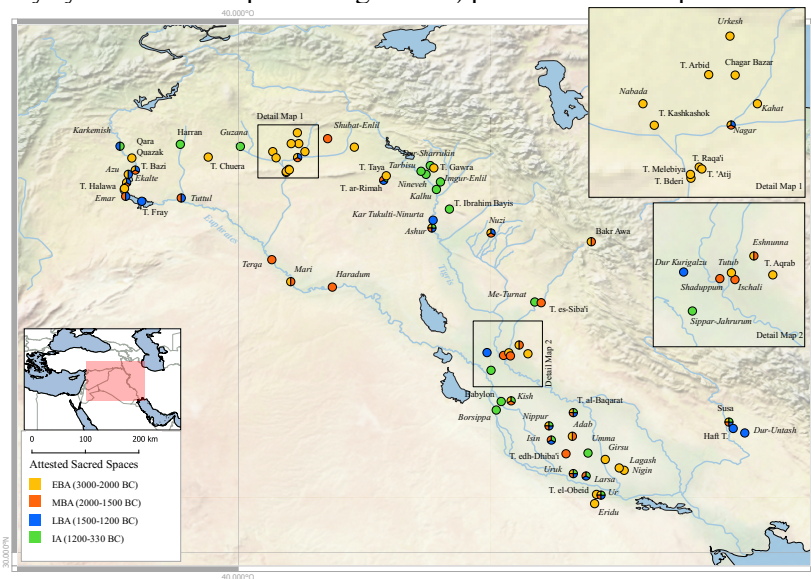 40.000°O
Urkesh
T. Arbid
Chagar Bazar
Nabada
T. Kashkashok
Kahat
Nagar
T. Raqa'i
T. Melebiya
T. 'Atij
T. Bderi
Detail Map 1
Karkemish
Qara
Quazak
Harran
Guzana
Detail Map 1
Shubat-Enlil
Azu
T. Bazi
Ekalte
T. Chuera
T. Halawa
Emar
T. Fray
Tuttul
T. Taya
Tarbisu
T. Gawra
T. ar-Rimah
Nineveh
Imgur-Enlil
Kalhu
T. Ibrahim Bayis
Kar Tukulti-Ninurta
Ashur
Nuzi
Bakr Awa
Euphrates
Tigris
Terqa
Mari
Haradum
Me-Turnat
T. es-Siba'i
Eshnunna
Dur Kurigalzu
Tutub
T. Aqrab
Shaduppum
Ischali
Sippar-Jahrurum
Detail Map 2
Detail Map 2
Babylon
Kish
Borsippa
T. al-Baqarat
Nippur
Adab
Isin
Umma
Girsu
T. edh-Dhiba'i
Lagash
Nigin
Uruk
Larsa
T. el-Obeid
Ur
Eridu
Susa
Haft T.
Dur-Untash
0 100 200 km
Attested Sacred Spaces
EBA (3000-2000 BC)
MBA (2000-1500 BC)
LBA (1500-1200 BC)
IA (1200-330 BC)
30.000°N
40.000°O